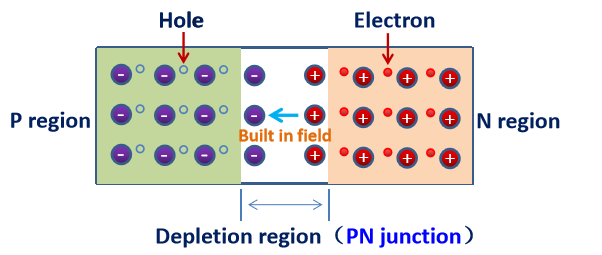 Hole
Electron
P region
N region
Built in field
Depletion region（PN junction）